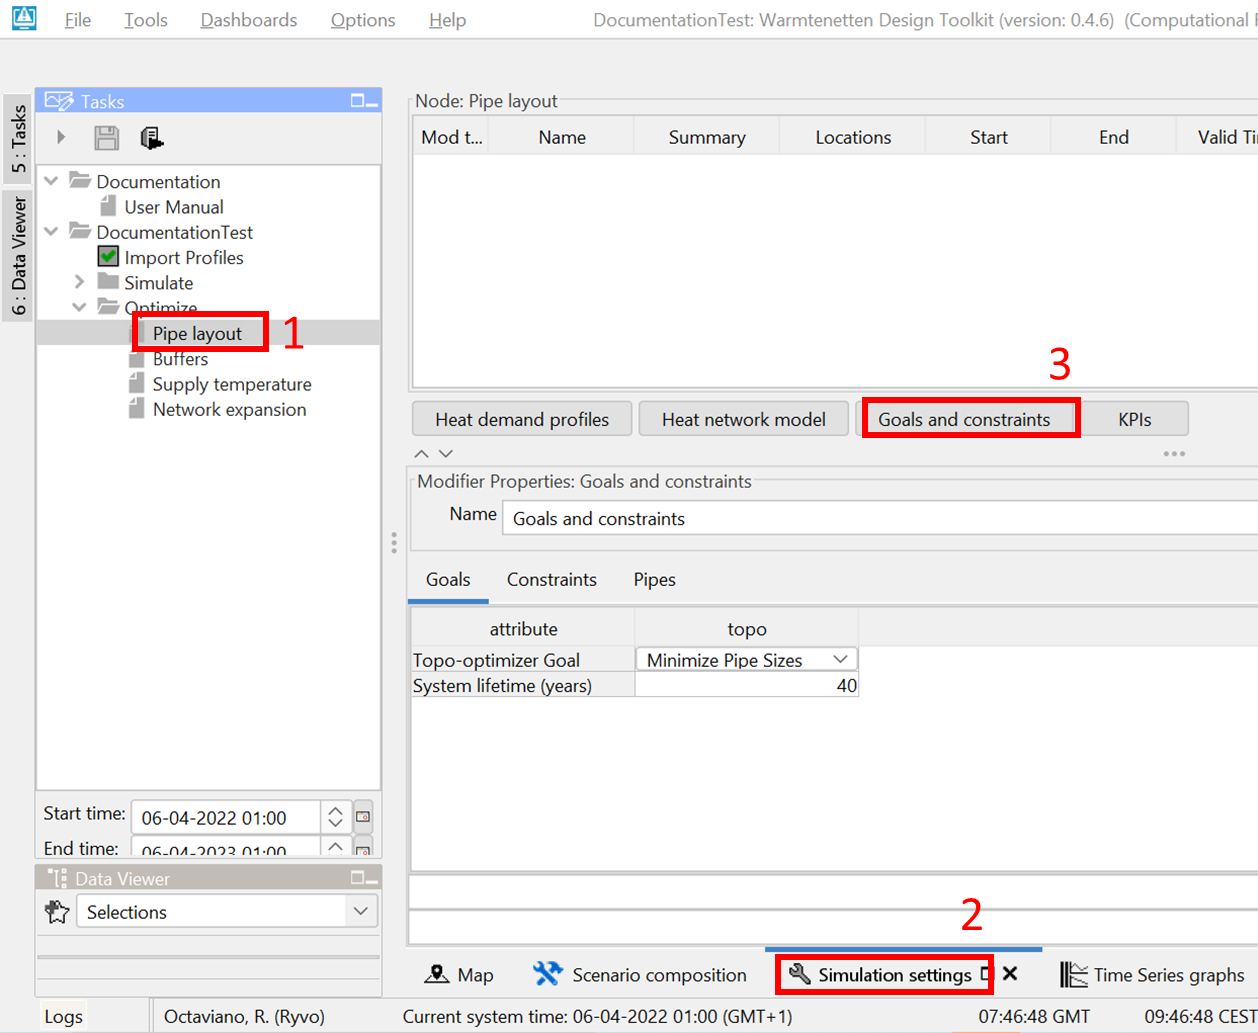 File Tools Dashboards Options Help DocumentationTest: Warmtenetten Design Toolkit (version: 0.4.6) (Computational
5 : Tasks
6 : Data Viewer
Tasks
Documentation
User Manual
DocumentationTest
Import Profiles
Simulate
Optimize
Pipe layout 1
Buffers
Supply temperature
Network expansion
Start time: 06-04-2022 01:00
End time: 06-04-2023 01:00
Data Viewer
Selections
Node: Pipe layout
Mod t... Name Summary Locations Start End Valid
3
Heat demand profiles Heat network model Goals and constraints KPIs
Modifier Properties: Goals and constraints
Name Goals and constraints
Goals Constraints Pipes
attribute topo
Topo-optimizer Goal Minimize Pipe Sizes
System lifetime (years) 40
2
Map Scenario composition Simulation settings Time Series graphs
Logs Octaviano, R. (Ryvo) Current system time: 06-04-2022 01:00 (GMT+1) 07:46:48 GMT 09:46:48 CEST